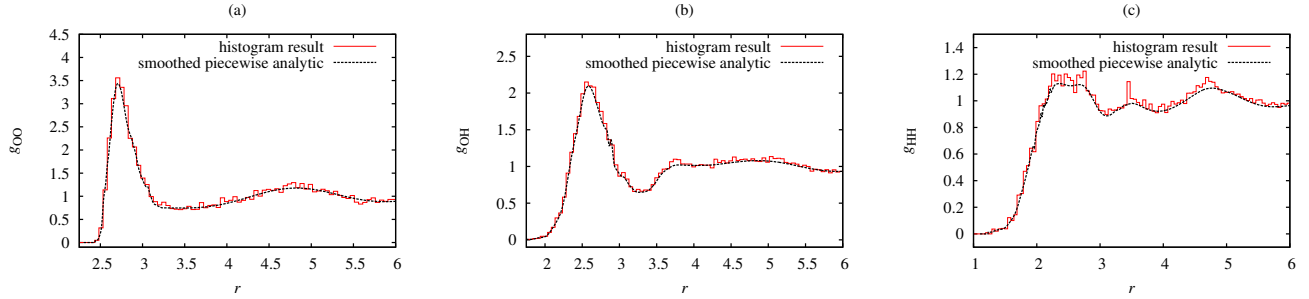 (a)
4.5
4
3.5
3
2.5
2
1.5
1
0.5
0
gOO
histogram result
smoothed piecewise analytic
2.5 3 3.5 4 4.5 5 5.5 6
r
(b)
2.5
2
1.5
1
0.5
0
gOH
histogram result
smoothed piecewise analytic
2 2.5 3 3.5 4 4.5 5 5.5 6
r
(c)
1.4
1.2
1
0.8
0.6
0.4
0.2
0
gHH
histogram result
smoothed piecewise analytic
1 2 3 4 5 6
r